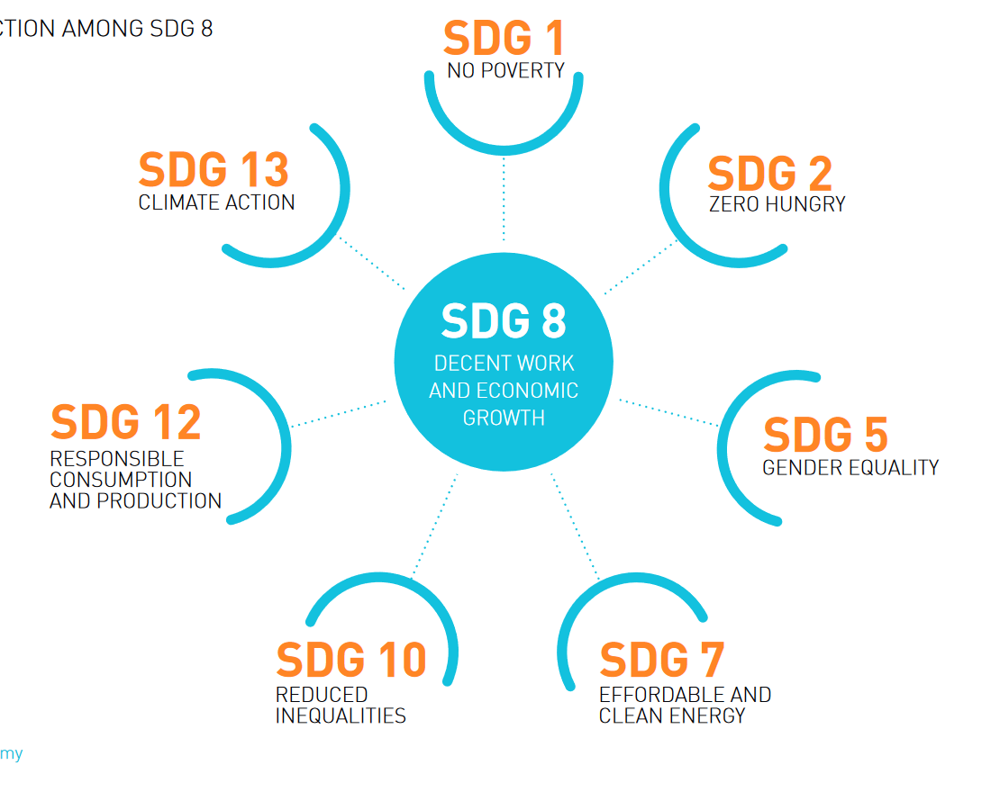 CTION AMONG SDG 8
SDG 1
NO POVERTY
SDG 13
CLIMATE ACTION
SDG 2
ZERO HUNGRY
SDG 8
DECENT WORK
AND ECONOMIC
GROWTH
SDG 12
RESPONSIBLE
CONSUMPTION
AND PRODUCTION
SDG 5
GENDER EQUALITY
SDG 10
REDUCED
INEQUALITIES
SDG 7
EFFORDABLE AND
CLEAN ENERGY
my